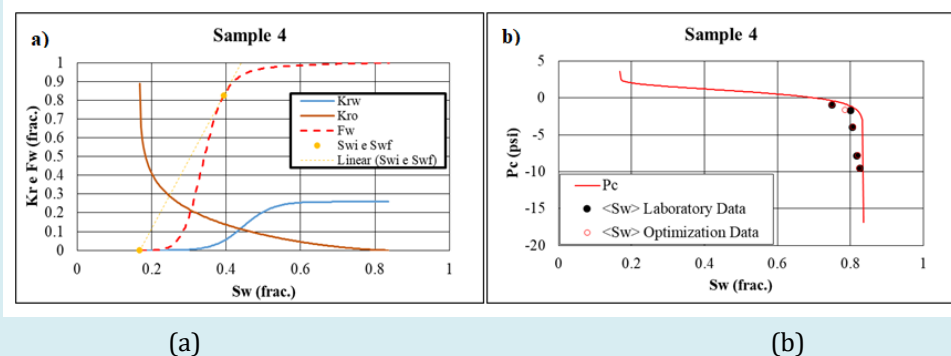 a)
Sample 4
Kr e Fw (frac.)
1
0.9
0.8
0.7
0.6
0.5
0.4
0.3
0.2
0.1
0
Krw
Kro
Fw
Swi e Swf
Linear (Swi e Swf)
0
0.2
0.4
0.6
0.8
1
Sw (frac.)
b)
Sample 4
Pc (psi)
5
0
-5
-10
-15
-20
Pc
<Sw> Laboratory Data
<Sw> Optimization Data
0
0.2
0.4
0.6
0.8
1
Sw (frac.)
(a)
(b)